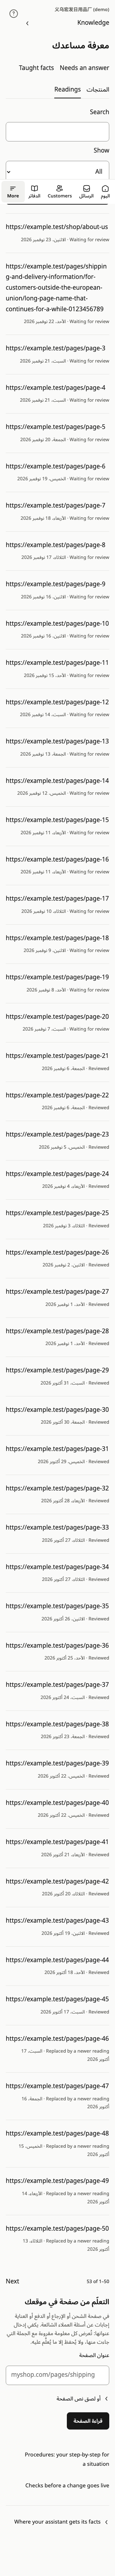 义乌宏发日用品厂 (demo)
Knowledge
معرفة مساعدك
المنتجات
Needs an answer
Taught facts
Readings
Search
Show
All
اليوم
الرسائل
Customers
الدفاتر
More
https://example.test/shop/about-us
Waiting for review · الاثنين، 23 نوفمبر 2026
https://example.test/pages/shippin
g-and-delivery-information/for-
customers-outside-the-european-
union/long-page-name-that-
continues-for-a-while-0123456789
Waiting for review · الأحد، 22 نوفمبر 2026
https://example.test/pages/page-3
Waiting for review · السبت، 21 نوفمبر 2026
https://example.test/pages/page-4
Waiting for review · السبت، 21 نوفمبر 2026
https://example.test/pages/page-5
Waiting for review · الجمعة، 20 نوفمبر 2026
https://example.test/pages/page-6
Waiting for review · الخميس، 19 نوفمبر 2026
https://example.test/pages/page-7
Waiting for review · الأربعاء، 18 نوفمبر 2026
https://example.test/pages/page-8
Waiting for review · الثلاثاء، 17 نوفمبر 2026
https://example.test/pages/page-9
Waiting for review · الاثنين، 16 نوفمبر 2026
https://example.test/pages/page-10
Waiting for review · الاثنين، 16 نوفمبر 2026
https://example.test/pages/page-11
Waiting for review · الأحد، 15 نوفمبر 2026
https://example.test/pages/page-12
Waiting for review · السبت، 14 نوفمبر 2026
https://example.test/pages/page-13
Waiting for review · الجمعة، 13 نوفمبر 2026
https://example.test/pages/page-14
Waiting for review · الخميس، 12 نوفمبر 2026
https://example.test/pages/page-15
Waiting for review · الأربعاء، 11 نوفمبر 2026
https://example.test/pages/page-16
Waiting for review · الأربعاء، 11 نوفمبر 2026
https://example.test/pages/page-17
Waiting for review · الثلاثاء، 10 نوفمبر 2026
https://example.test/pages/page-18
Waiting for review · الاثنين، 9 نوفمبر 2026
https://example.test/pages/page-19
Waiting for review · الأحد، 8 نوفمبر 2026
https://example.test/pages/page-20
Waiting for review · السبت، 7 نوفمبر 2026
https://example.test/pages/page-21
Reviewed · الجمعة، 6 نوفمبر 2026
https://example.test/pages/page-22
Reviewed · الجمعة، 6 نوفمبر 2026
https://example.test/pages/page-23
Reviewed · الخميس، 5 نوفمبر 2026
https://example.test/pages/page-24
Reviewed · الأربعاء، 4 نوفمبر 2026
https://example.test/pages/page-25
Reviewed · الثلاثاء، 3 نوفمبر 2026
https://example.test/pages/page-26
Reviewed · الاثنين، 2 نوفمبر 2026
https://example.test/pages/page-27
Reviewed · الأحد، 1 نوفمبر 2026
https://example.test/pages/page-28
Reviewed · الأحد، 1 نوفمبر 2026
https://example.test/pages/page-29
Reviewed · السبت، 31 أكتوبر 2026
https://example.test/pages/page-30
Reviewed · الجمعة، 30 أكتوبر 2026
https://example.test/pages/page-31
Reviewed · الخميس، 29 أكتوبر 2026
https://example.test/pages/page-32
Reviewed · الأربعاء، 28 أكتوبر 2026
https://example.test/pages/page-33
Reviewed · الثلاثاء، 27 أكتوبر 2026
https://example.test/pages/page-34
Reviewed · الثلاثاء، 27 أكتوبر 2026
https://example.test/pages/page-35
Reviewed · الاثنين، 26 أكتوبر 2026
https://example.test/pages/page-36
Reviewed · الأحد، 25 أكتوبر 2026
https://example.test/pages/page-37
Reviewed · السبت، 24 أكتوبر 2026
https://example.test/pages/page-38
Reviewed · الجمعة، 23 أكتوبر 2026
https://example.test/pages/page-39
Reviewed · الخميس، 22 أكتوبر 2026
https://example.test/pages/page-40
Reviewed · الخميس، 22 أكتوبر 2026
https://example.test/pages/page-41
Reviewed · الأربعاء، 21 أكتوبر 2026
https://example.test/pages/page-42
Reviewed · الثلاثاء، 20 أكتوبر 2026
https://example.test/pages/page-43
Reviewed · الاثنين، 19 أكتوبر 2026
https://example.test/pages/page-44
Reviewed · الأحد، 18 أكتوبر 2026
https://example.test/pages/page-45
Reviewed · السبت، 17 أكتوبر 2026
https://example.test/pages/page-46
Replaced by a newer reading · السبت، 17
أكتوبر 2026
https://example.test/pages/page-47
Replaced by a newer reading · الجمعة، 16
أكتوبر 2026
https://example.test/pages/page-48
Replaced by a newer reading · الخميس، 15
أكتوبر 2026
https://example.test/pages/page-49
Replaced by a newer reading · الأربعاء، 14
أكتوبر 2026
https://example.test/pages/page-50
Replaced by a newer reading · الثلاثاء، 13
أكتوبر 2026
1–50 of 53
Next
التعلّم من صفحة في موقعك
في صفحة الشحن أو الإرجاع أو الدفع أو العناية
عنوانها؛ تُعرض كل معلومة مقروءة مع الجملة التي
جاءت منها، ولا يُحفظ إلا ما يُعلَّم عليه.
عنوان الصفحة
myshop.com/pages/shipping
أو لصق نص الصفحة
قراءة الصفحة
Procedures: your step-by-step for
a situation
Checks before a change goes live
Where your assistant gets its facts